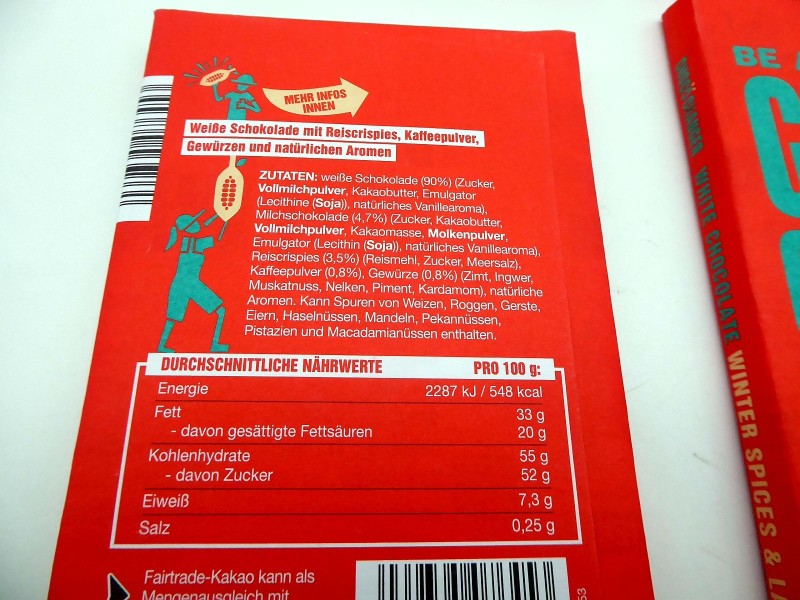 MEHR INFOS
INNEN
Weiße Schokolade mit Reiscrispies, Kaffeepulver,
Gewürzen und natürlichen Aromen
ZUTATEN: weiße Schokolade (90%) (Zucker,
Vollmilchpulver, Kakaobutter, Emulgator
(Lecithine (Soja)), natürliches Vanillearoma),
Milchschokolade (4,7%) (Zucker, Kakaobutter,
Vollmilchpulver, Kakaomasse, Molkenpulver,
Emulgator (Lecithin (Soja)), natürliches Vanillearoma),
Reiscrispies (3,5%) (Reismehl, Zucker, Meersalz),
Kaffeepulver (0,8%), Gewürze (0,8%) (Zimt, Ingwer,
Muskatnuss, Nelken, Piment, Kardamom), natürliche
Aromen. Kann Spuren von Weizen, Roggen, Gerste,
Eiern, Haselnüssen, Mandeln, Pekannüssen,
Pistazien und Macadamianüssen enthalten.
DURCHSCHNITTLICHE NÄHRWERTE PRO 100 g:
Energie 2287 kJ / 548 kcal
Fett 33 g
- davon gesättigte Fettsäuren 20 g
Kohlenhydrate 55 g
- davon Zucker 52 g
Eiweiß 7,3 g
Salz 0,25 g
Fairtrade-Kakao kann als
Mengenausgleich mit
53
BE
WHITE CHOCOLATE WINTER SPICES &